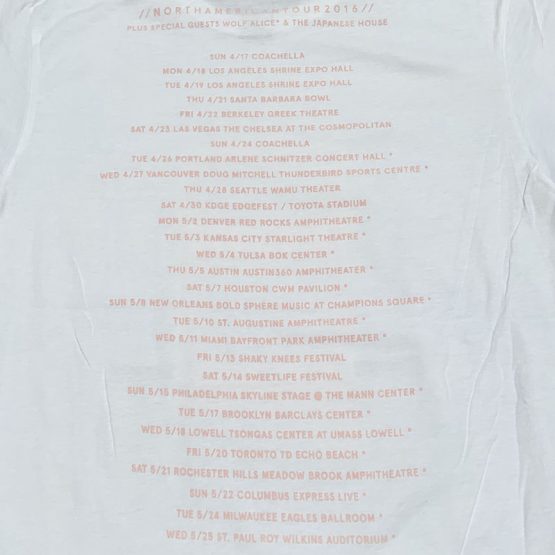 //NORTHAMERICANTOUR2016//
PLUS SPECIAL GUESTS WOLF ALICE* & THE JAPANESE HOUSE
SUN 4/17 COACHELLA
MON 4/18 LOS ANGELES SHRINE EXPO HALL
TUE 4/19 LOS ANGELES SHRINE EXPO HALL
THU 4/21 SANTA BARBARA BOWL
FRI 4/22 BERKELEY GREEK THEATRE
SAT 4/23 LAS VEGAS THE CHELSEA AT THE COSMOPOLITAN
SUN 4/24 COACHELLA
TUE 4/26 PORTLAND ARLENE SCHNITZER CONCERT HALL *
WED 4/27 VANCOUVER DOUG MITCHELL THUNDERBIRD SPORTS CENTRE *
THU 4/28 SEATTLE WAMU THEATER
SAT 4/30 KDGE EDGEFEST / TOYOTA STADIUM
MON 5/2 DENVER RED ROCKS AMPHITHEATRE *
TUE 5/3 KANSAS CITY STARLIGHT THEATRE *
WED 5/4 TULSA BOK CENTER *
THU 5/5 AUSTIN AUSTIN360 AMPHITHEATER *
SAT 5/7 HOUSTON CWM PAVILION *
SUN 5/8 NEW ORLEANS BOLD SPHERE MUSIC AT CHAMPIONS SQUARE *
TUE 5/10 ST. AUGUSTINE AMPHITHEATRE *
WED 5/11 MIAMI BAYFRONT PARK AMPHITHEATER *
FRI 5/13 SHAKY KNEES FESTIVAL
SAT 5/14 SWEETLIFE FESTIVAL
SUN 5/15 PHILADELPHIA SKYLINE STAGE @ THE MANN CENTER *
TUE 5/17 BROOKLYN BARCLAYS CENTER *
WED 5/18 LOWELL TSONGAS CENTER AT UMASS LOWELL *
FRI 5/20 TORONTO TD ECHO BEACH *
SAT 5/21 ROCHESTER HILLS MEADOW BROOK AMPHITHEATRE *
SUN 5/22 COLUMBUS EXPRESS LIVE *
TUE 5/24 MILWAUKEE EAGLES BALLROOM *
WED 5/25 ST. PAUL ROY WILKINS AUDITORIUM *